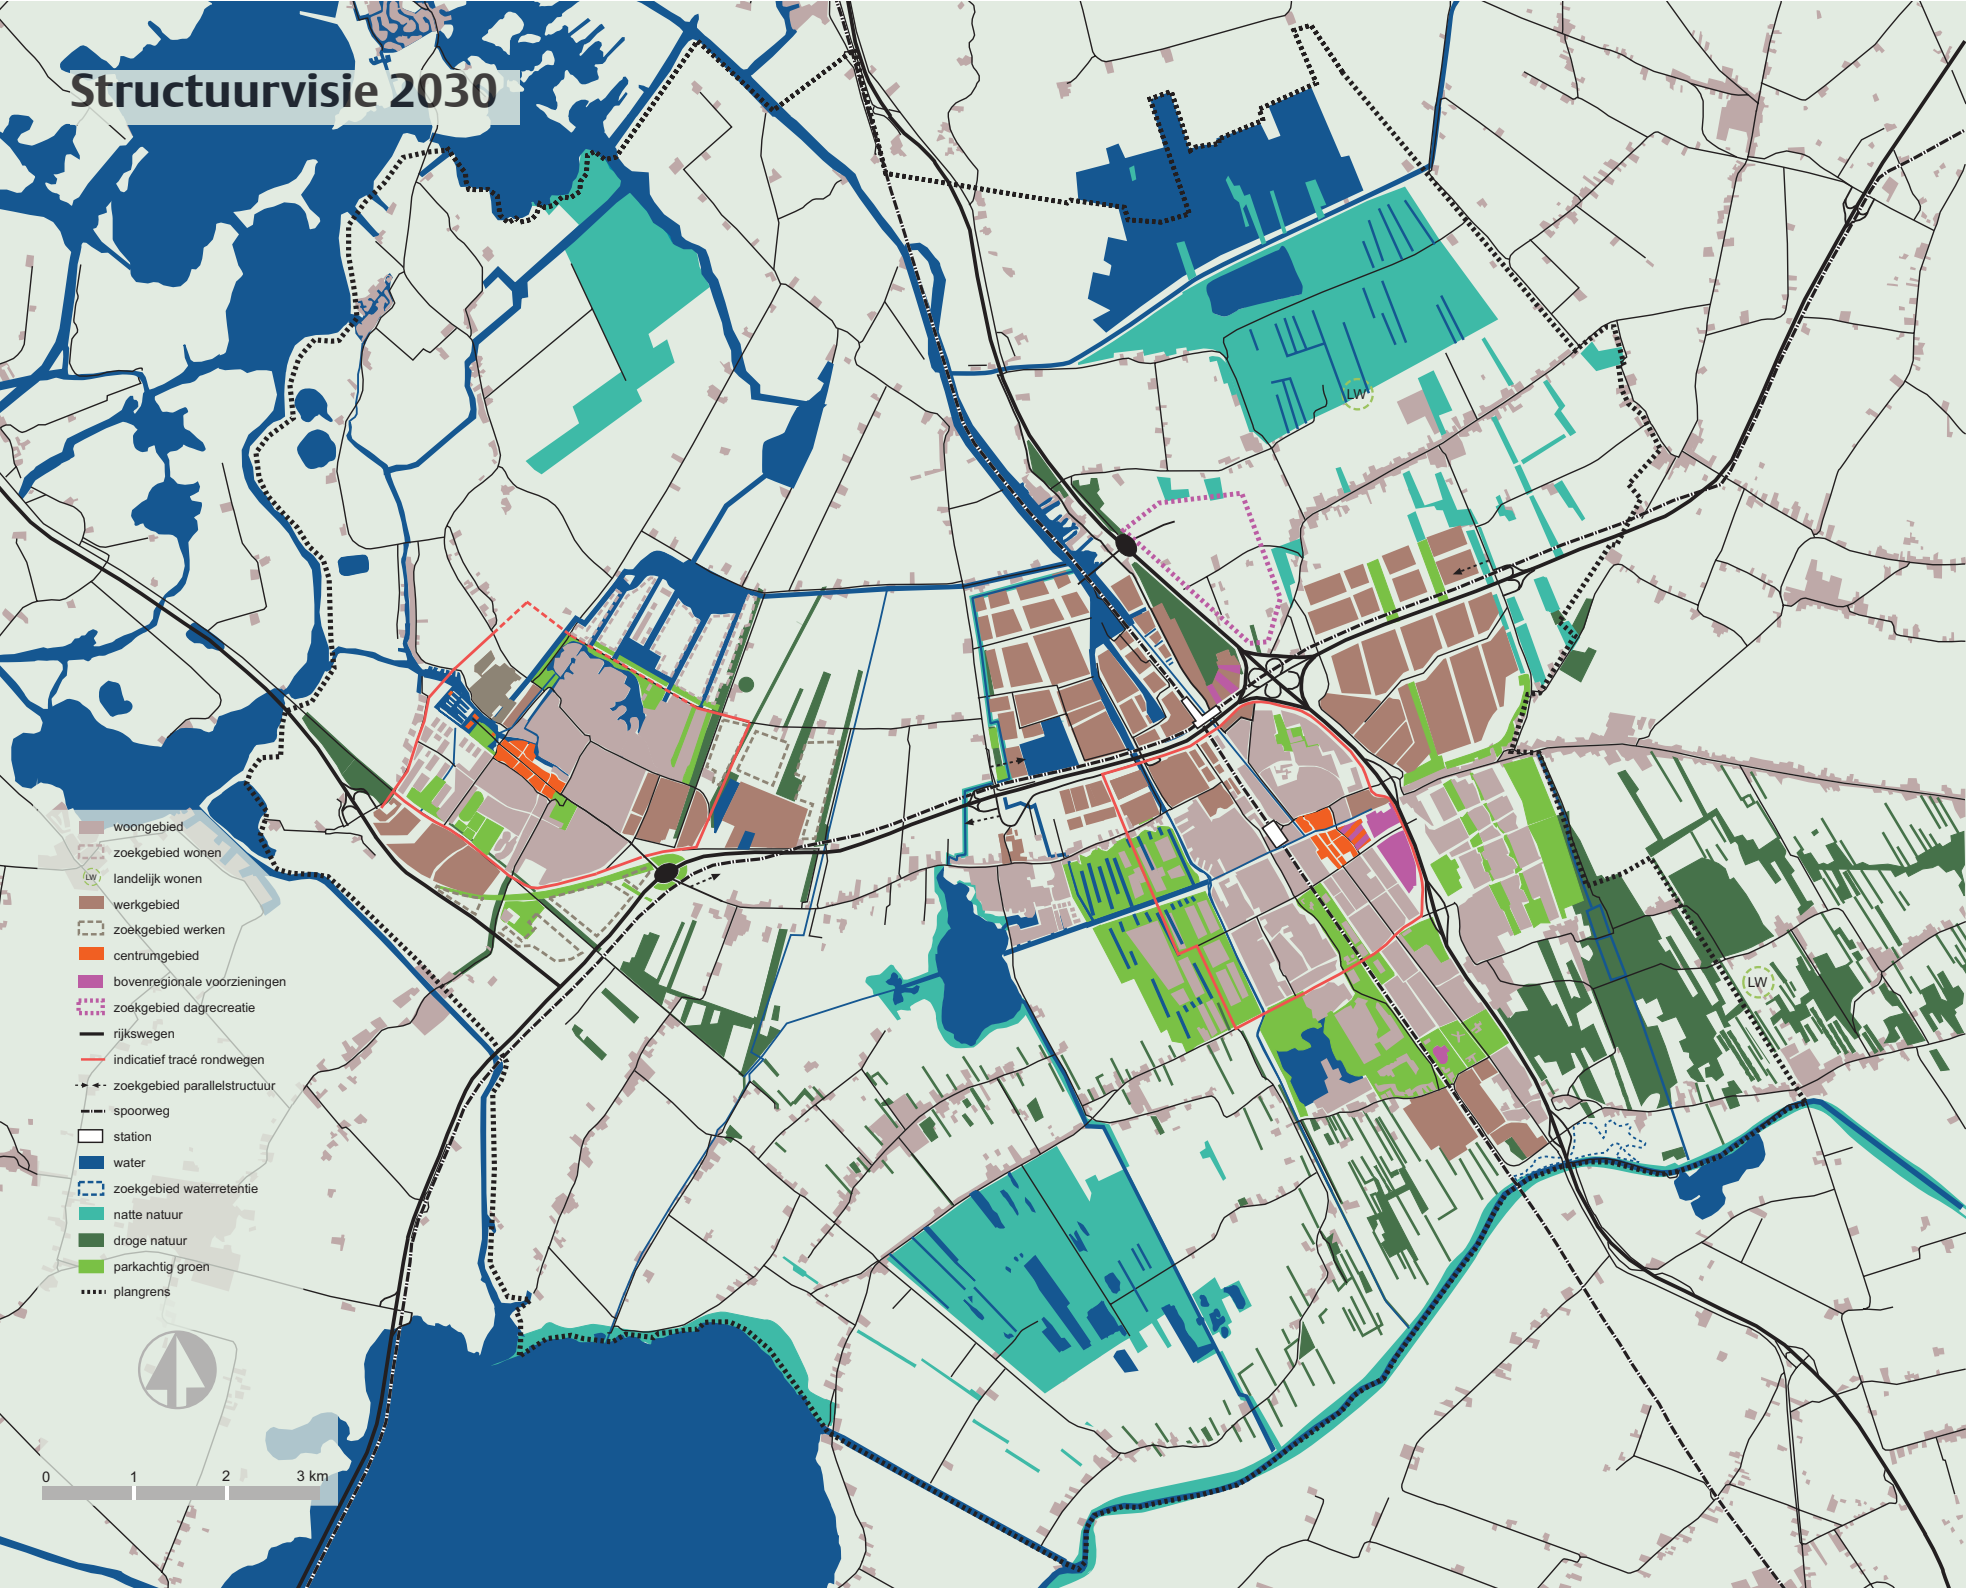 Structuurvisie 2030
LW
woongebied
zoekgebied wonen
LW landelijk wonen
werkgebied
zoekgebied werken
centrumgebied
bovenregionale voorzieningen
LW
zoekgebied dagrecreatie
rijkswegen
indicatief tracé rondwegen
zoekgebied parallelstructuur
spoorweg
station
water
zoekgebied waterretentie
natte natuur
droge natuur
parkachtig groen
plangrens
0 1 2 3 km